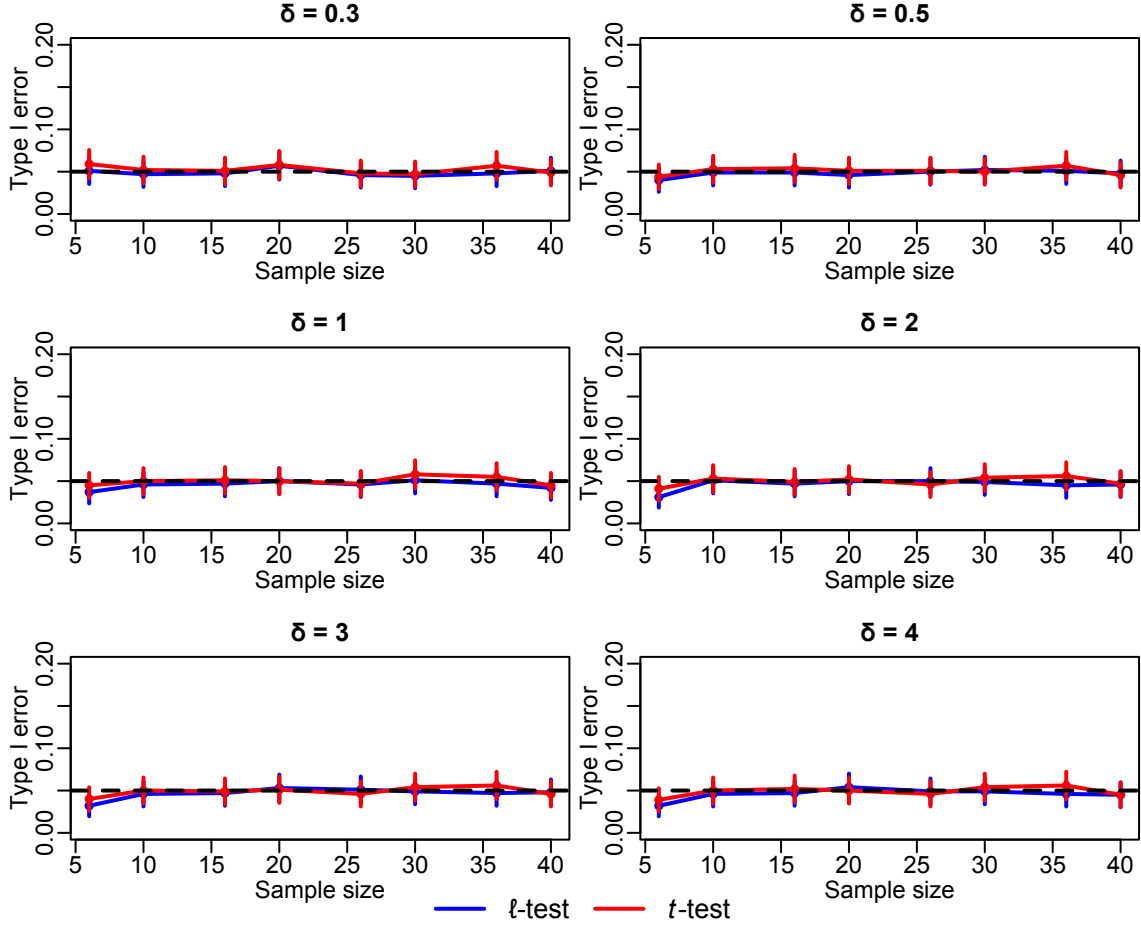 δ = 0.3
δ = 0.5
Type I error
0.00 0.10 0.20
5 10 15 20 25 30 35 40
Sample size
Type I error
0.00 0.10 0.20
5 10 15 20 25 30 35 40
Sample size
δ = 1
δ = 2
Type I error
0.00 0.10 0.20
5 10 15 20 25 30 35 40
Sample size
Type I error
0.00 0.10 0.20
5 10 15 20 25 30 35 40
Sample size
δ = 3
δ = 4
Type I error
0.00 0.10 0.20
5 10 15 20 25 30 35 40
Sample size
Type I error
0.00 0.10 0.20
5 10 15 20 25 30 35 40
Sample size
ℓ-test t-test